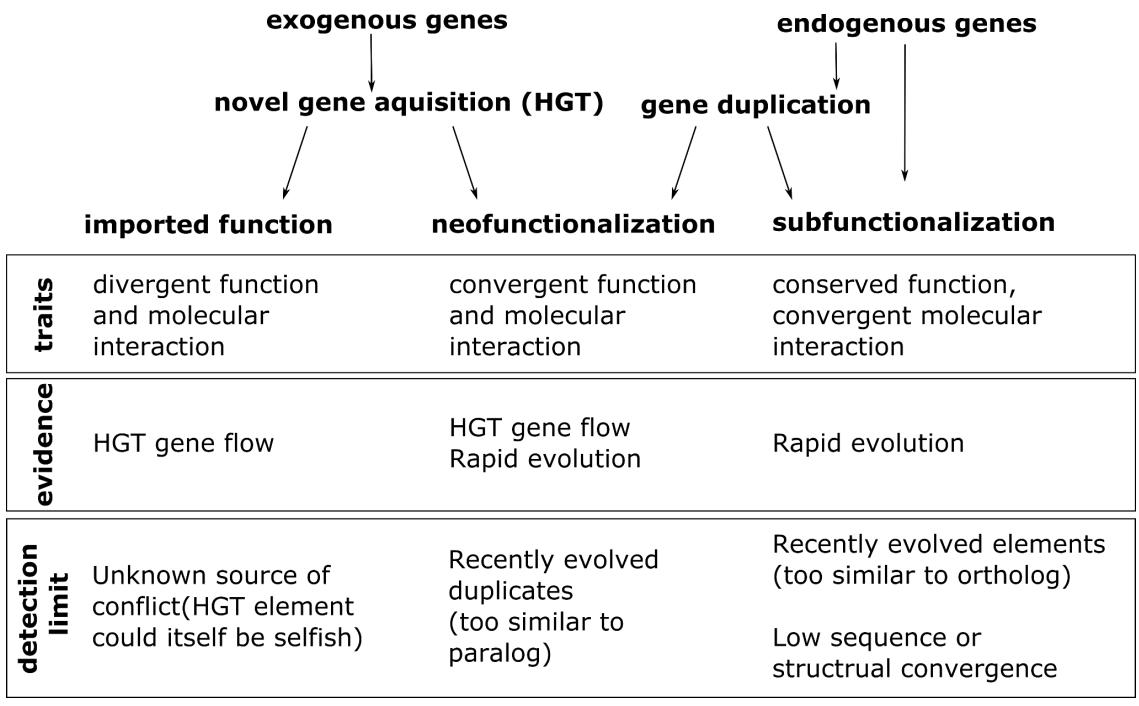 exogenous genes
endogenous genes
novel gene aquisition (HGT)
gene duplication
imported function
neofunctionalization
subfunctionalization
traits
divergent function
and molecular
interaction
convergent function
and molecular
interaction
conserved function,
convergent molecular
interaction
evidence
HGT gene flow
HGT gene flow
Rapid evolution
Rapid evolution
detection
limit
Unknown source of
conflict(HGT element
could itself be selfish)
Recently evolved
duplicates
(too similar to
paralog)
Recently evolved elements
(too similar to ortholog)
Low sequence or
structrual convergence